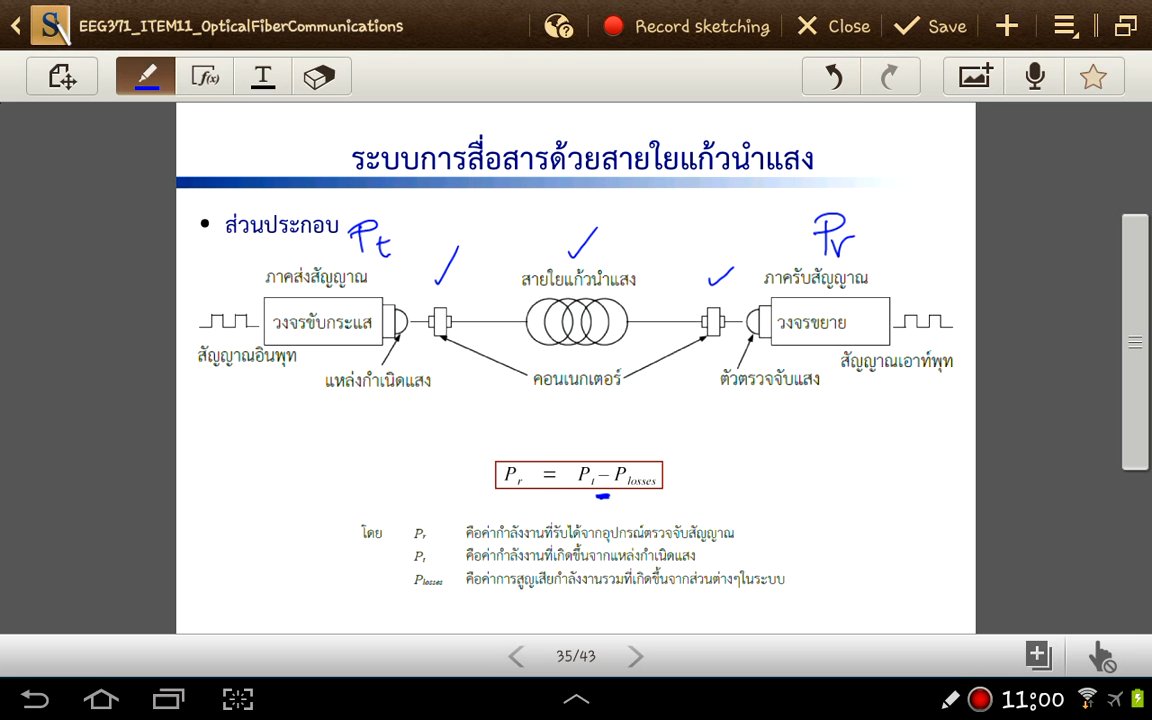 EEG371_ITEM11_OpticalFiberCommunications
Record sketching
Close
Save
f(x)
T
ระบบการสื่อสารด้วยสายใยแก้วนำแสง
• ส่วนประกอบ
Pt
Pr
ภาคส่งสัญญาณ
สายใยแก้วนำแสง
ภาครับสัญญาณ
วงจรขับกระแส
วงจรขยาย
สัญญาณอินพุท
สัญญาณเอาท์พุท
แหล่งกำเนิดแสง
คอนเนกเตอร์
ตัวตรวจจับแสง
Pr = Pt – Plosses
โดย Pr คือค่ากำลังงานที่รับได้จากอุปกรณ์ตรวจจับสัญญาณ
Pt คือค่ากำลังงานที่เกิดขึ้นจากแหล่งกำเนิดแสง
Plosses คือค่าการสูญเสียกำลังงานรวมที่เกิดขึ้นจากส่วนต่างๆในระบบ
35/43
11:00